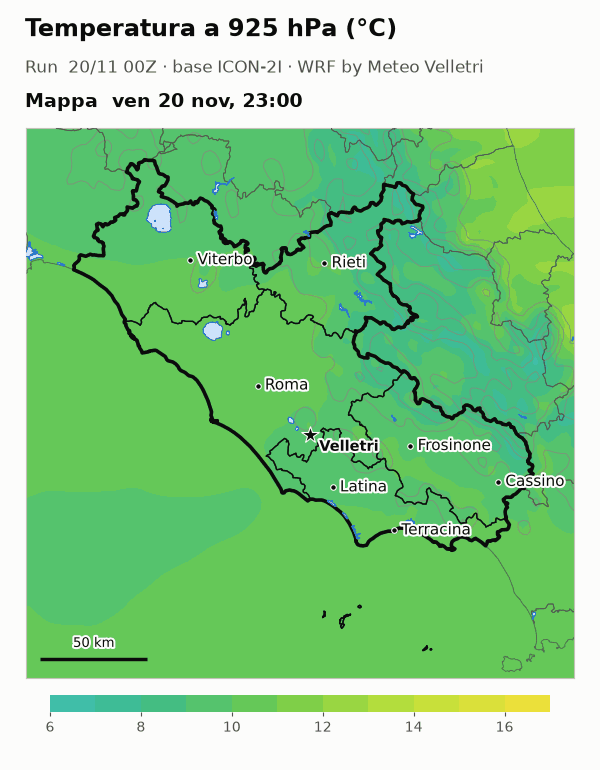 Temperatura a 925 hPa (°C)
Run  20/11 00Z · base ICON-2I · WRF by Meteo Velletri
Mappa  ven 20 nov, 23:00
Viterbo
Rieti
Roma
Velletri
Frosinone
Latina
Cassino
Terracina
50 km
6 8 10 12 14 16